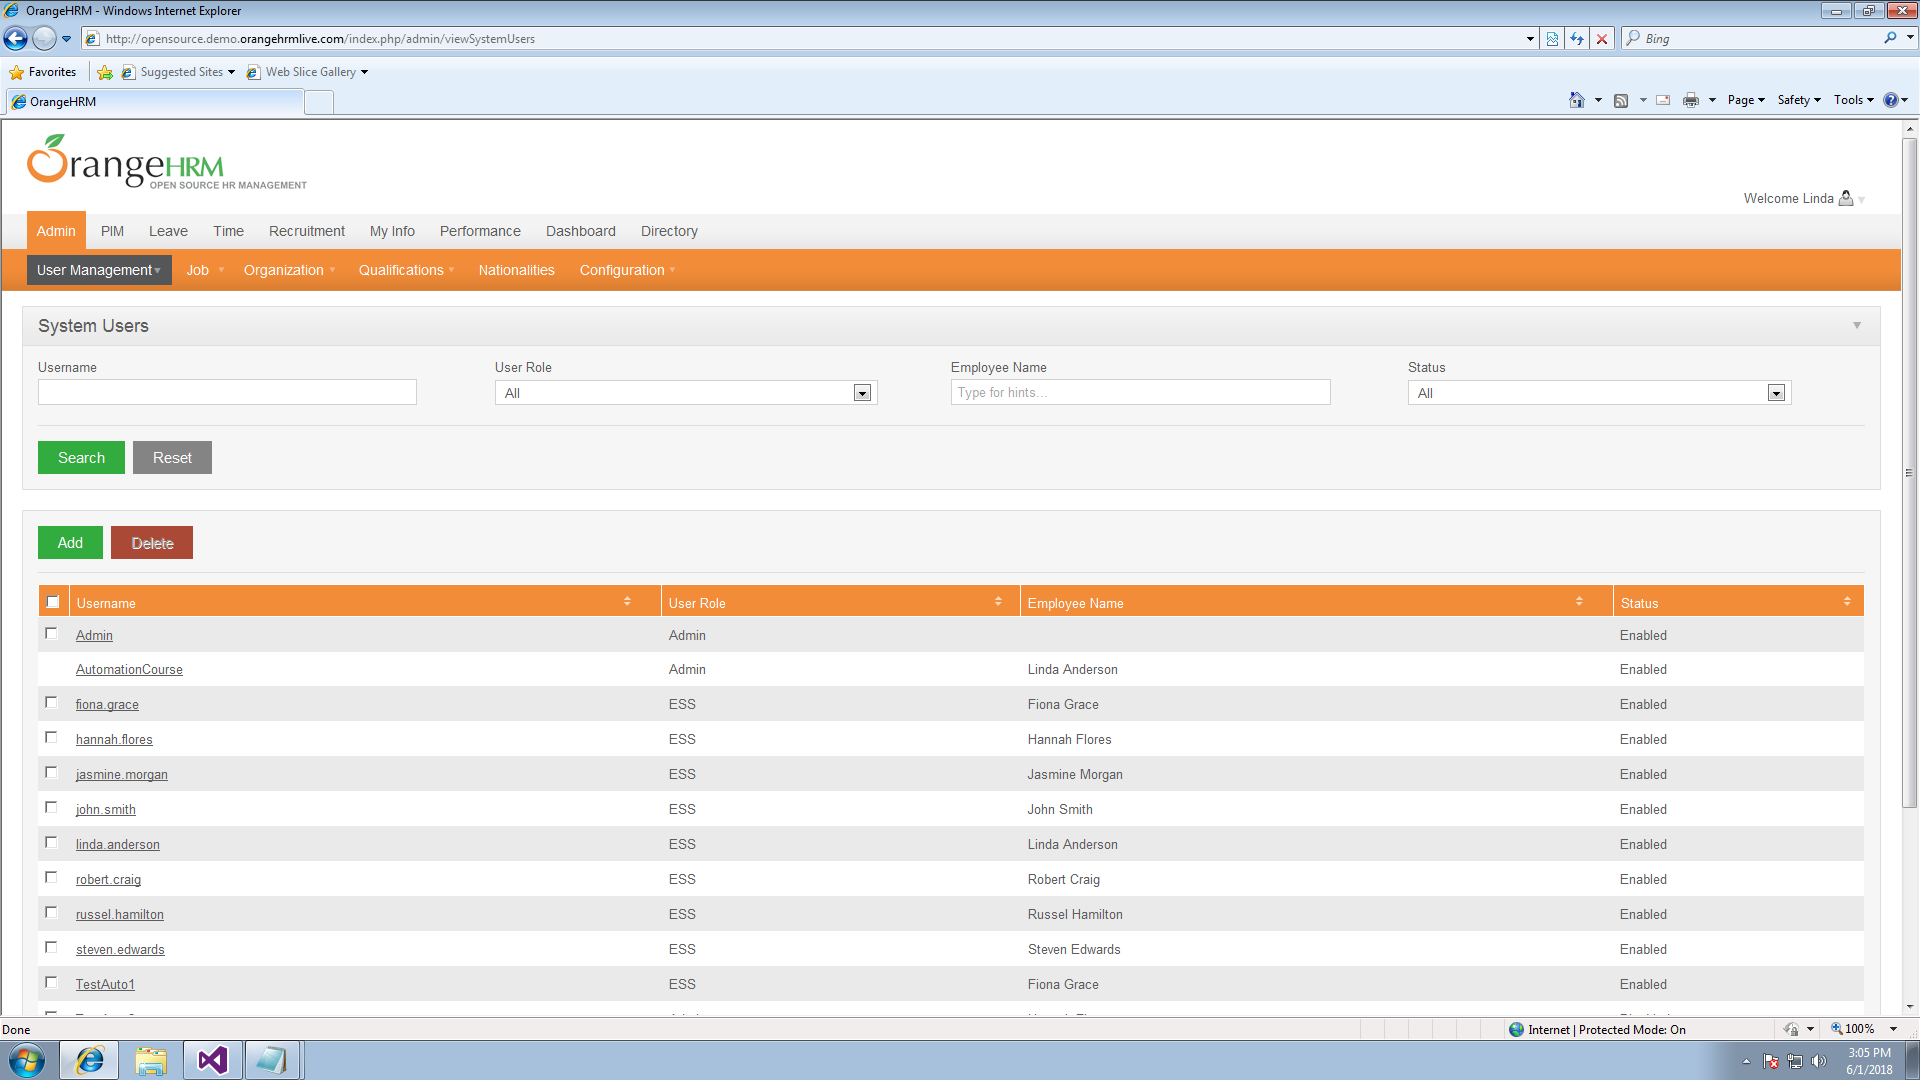 OrangeHRM - Windows Internet Explorer
http://opensource.demo.orangehrmlive.com/index.php/admin/viewSystemUsers
Bing
Favorites
Suggested Sites
Web Slice Gallery
OrangeHRM
Page
Safety
Tools
OrangeHRM
OPEN SOURCE HR MANAGEMENT
Welcome Linda
Admin
PIM
Leave
Time
Recruitment
My Info
Performance
Dashboard
Directory
User Management
Job
Organization
Qualifications
Nationalities
Configuration
System Users
Username
User Role
Employee Name
Status
All
Type for hints...
All
Search
Reset
Add
Delete
Username User Role Employee Name Status
Admin Admin Enabled
AutomationCourse Admin Linda Anderson Enabled
fiona.grace ESS Fiona Grace Enabled
hannah.flores ESS Hannah Flores Enabled
jasmine.morgan ESS Jasmine Morgan Enabled
john.smith ESS John Smith Enabled
linda.anderson ESS Linda Anderson Enabled
robert.craig ESS Robert Craig Enabled
russel.hamilton ESS Russel Hamilton Enabled
steven.edwards ESS Steven Edwards Enabled
TestAuto1 ESS Fiona Grace Enabled
Done
Internet | Protected Mode: On
100%
3:05 PM
6/1/2018